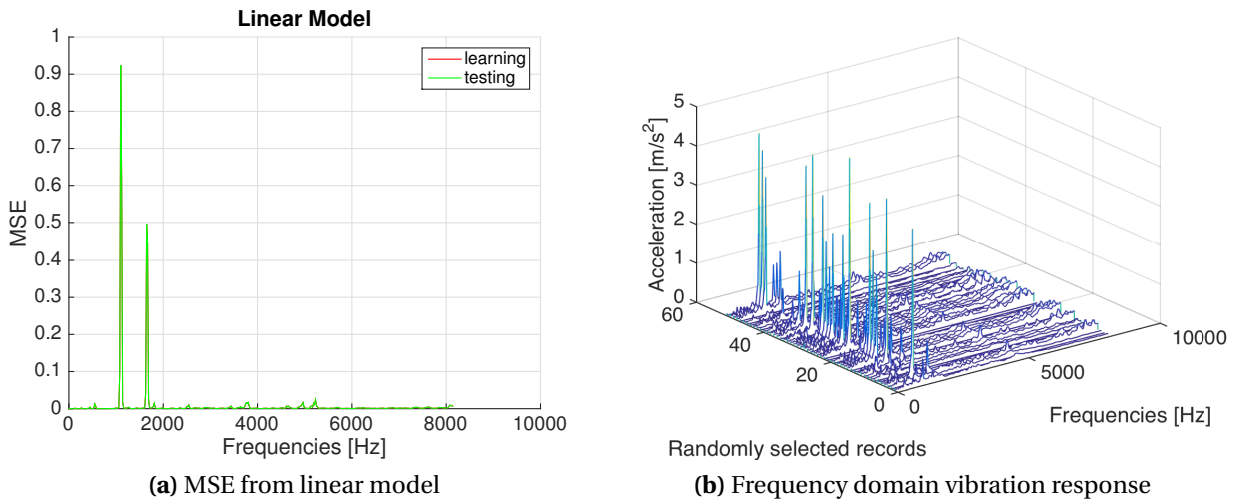 Linear Model
1
0.9
0.8
0.7
0.6
0.5
0.4
0.3
0.2
0.1
0
MSE
learning
testing
0 2000 4000 6000 8000 10000
Frequencies [Hz]
(a) MSE from linear model
5
4
3
2
1
0
Acceleration [m/s²]
60
40
20
0
0
5000
10000
Frequencies [Hz]
Randomly selected records
(b) Frequency domain vibration response